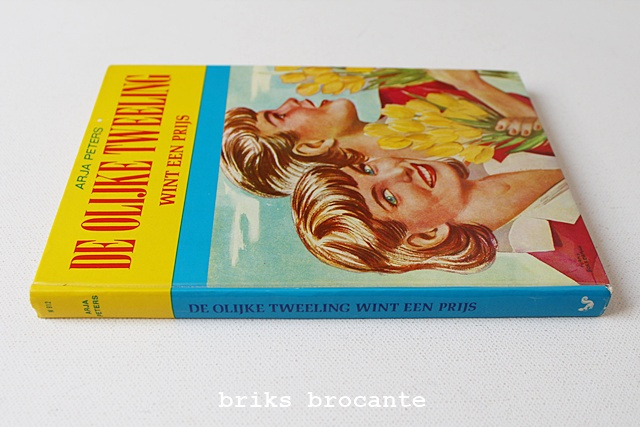 ARJA PETERS
DE OLIJKE TWEELING
WINT EEN PRIJS
ARJA
PETERS
DE OLIJKE TWEELING WINT EEN PRIJS
briks brocante